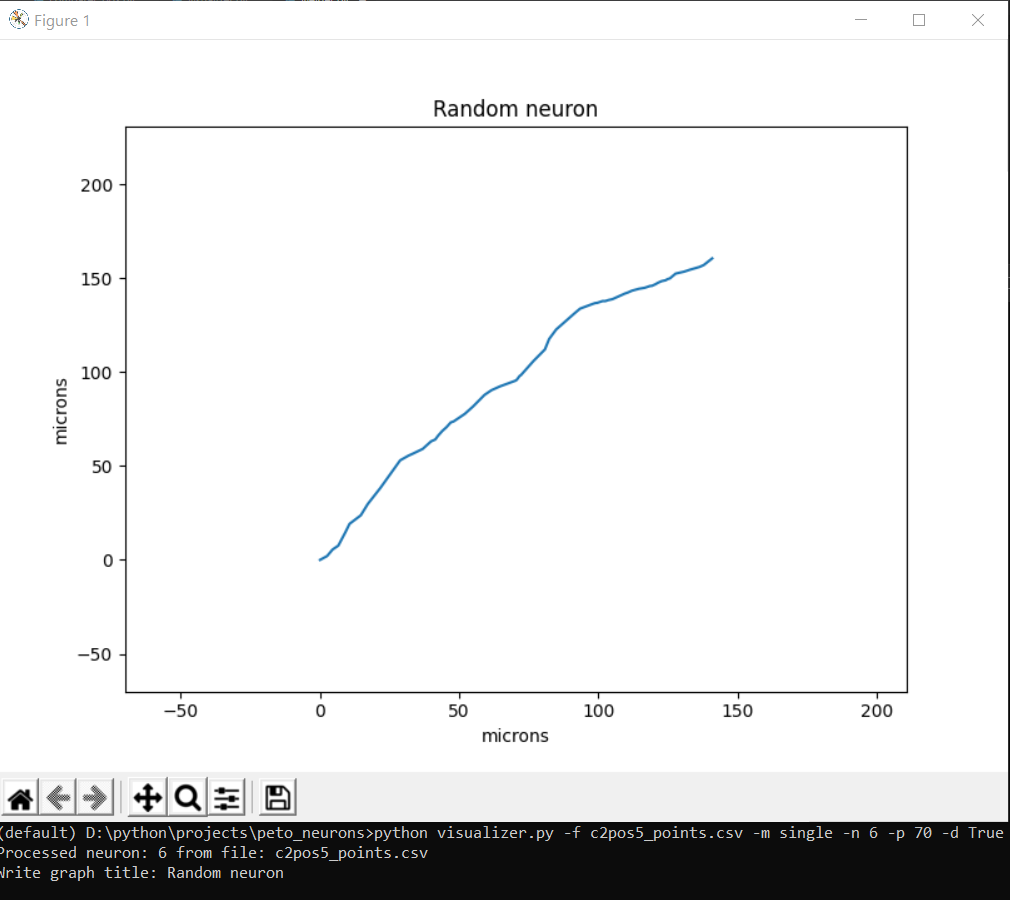 Figure 1
Random neuron
200
150
100
50
0
−50
microns
−50 0 50 100 150 200
microns
(default) D:\python\projects\peto_neurons>python visualizer.py -f c2pos5_points.csv -m single -n 6 -p 70 -d True
Processed neuron: 6 from file: c2pos5_points.csv
Write graph title: Random neuron